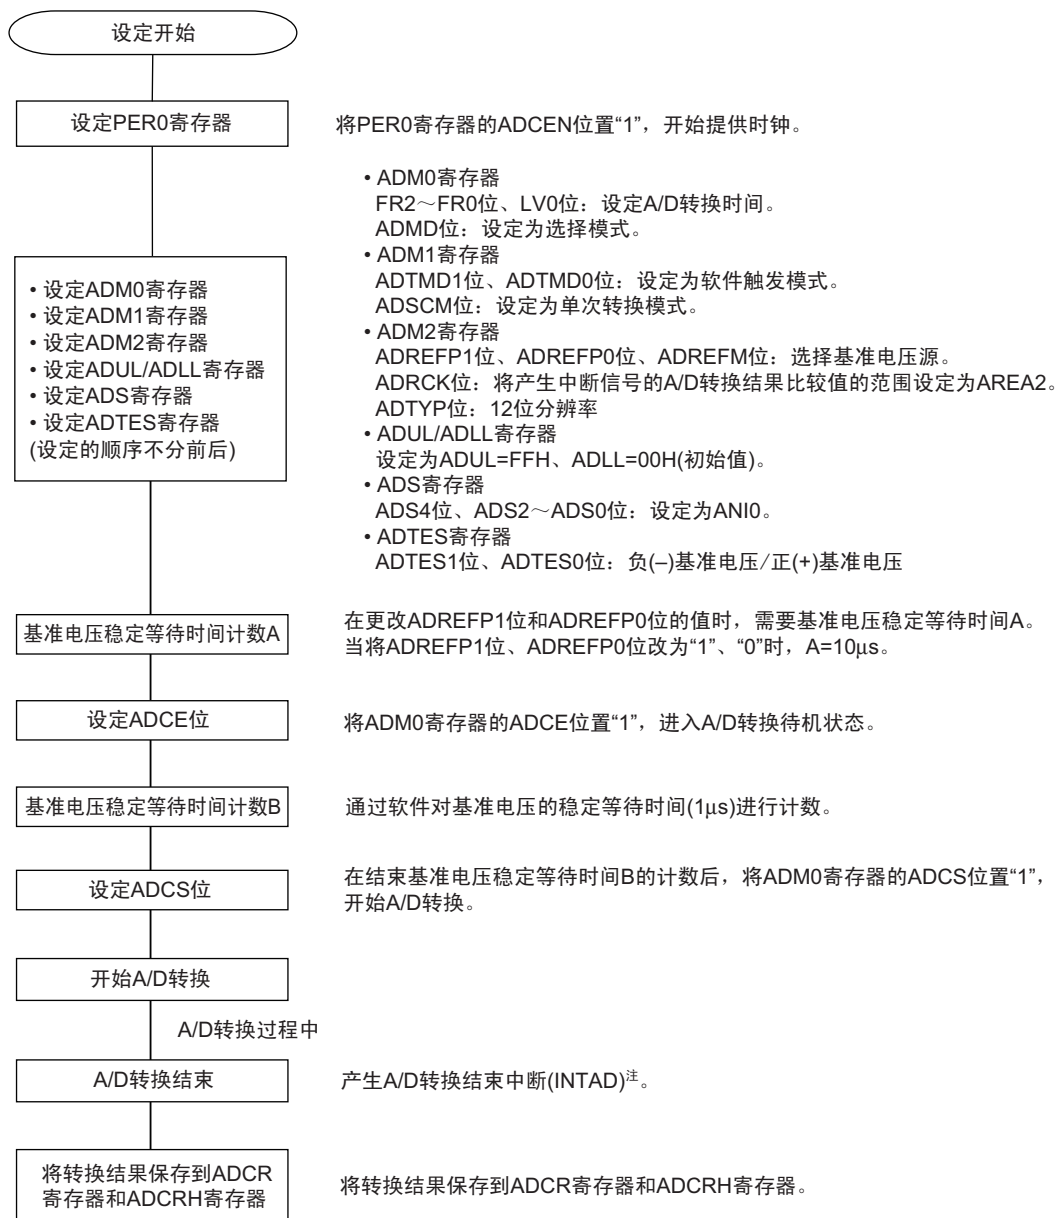 设定开始
设定PER0寄存器
将PER0寄存器的ADCEN位置“1”，开始提供时钟。
• 设定ADM0寄存器
• 设定ADM1寄存器
• 设定ADM2寄存器
• 设定ADUL/ADLL寄存器
• 设定ADS寄存器
• 设定ADTES寄存器
(设定的顺序不分前后)
• ADM0寄存器
FR2～FR0位、LV0位：设定A/D转换时间。
ADMD位：设定为选择模式。
• ADM1寄存器
ADTMD1位、ADTMD0位：设定为软件触发模式。
ADSCM位：设定为单次转换模式。
• ADM2寄存器
ADREFP1位、ADREFP0位、ADREFM位：选择基准电压源。
ADRCK位：将产生中断信号的A/D转换结果比较值的范围设定为AREA2。
ADTYP位：12位分辨率
• ADUL/ADLL寄存器
设定为ADUL=FFH、ADLL=00H(初始值)。
• ADS寄存器
ADS4位、ADS2～ADS0位：设定为ANI0。
• ADTES寄存器
ADTES1位、ADTES0位：负(–)基准电压/正(+)基准电压
基准电压稳定等待时间计数A
在更改ADREFP1位和ADREFP0位的值时，需要基准电压稳定等待时间A。
当将ADREFP1位、ADREFP0位改为“1”、“0”时，A=10μs。
设定ADCE位
将ADM0寄存器的ADCE位置“1”，进入A/D转换待机状态。
基准电压稳定等待时间计数B
通过软件对基准电压的稳定等待时间(1μs)进行计数。
设定ADCS位
在结束基准电压稳定等待时间B的计数后，将ADM0寄存器的ADCS位置“1”，
开始A/D转换。
开始A/D转换
A/D转换过程中
A/D转换结束
产生A/D转换结束中断(INTAD)注。
将转换结果保存到ADCR
寄存器和ADCRH寄存器
将转换结果保存到ADCR寄存器和ADCRH寄存器。